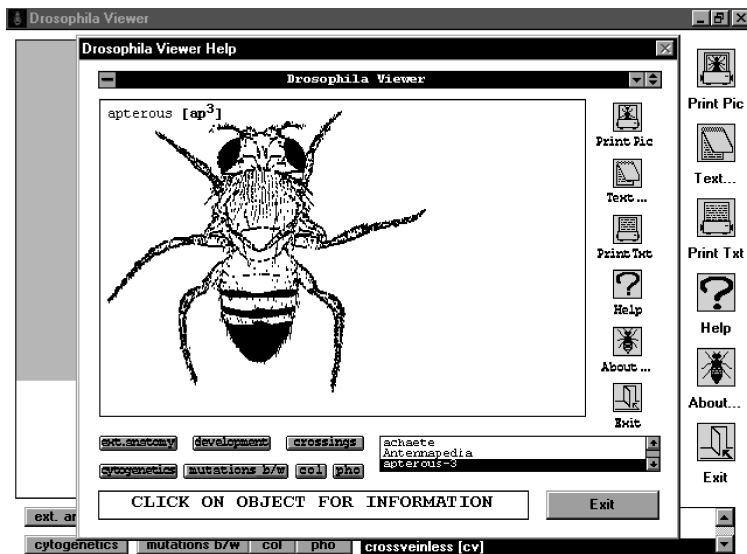 Drosophila Viewer
Drosophila Viewer Help
Drosophila Viewer
apterous [ap3]
Print Pic
Text ...
Print Txt
Help
About ...
Exit
ext.anatomy development crossings
cytogenetics mutations b/w col pho
achaete
Antennapedia
apterous-3
CLICK ON OBJECT FOR INFORMATION
Exit
Print Pic
Text...
Print Txt
Help
About...
Exit
ext. an
cytogenetics mutations b/w col pho
crossveinless [cv]